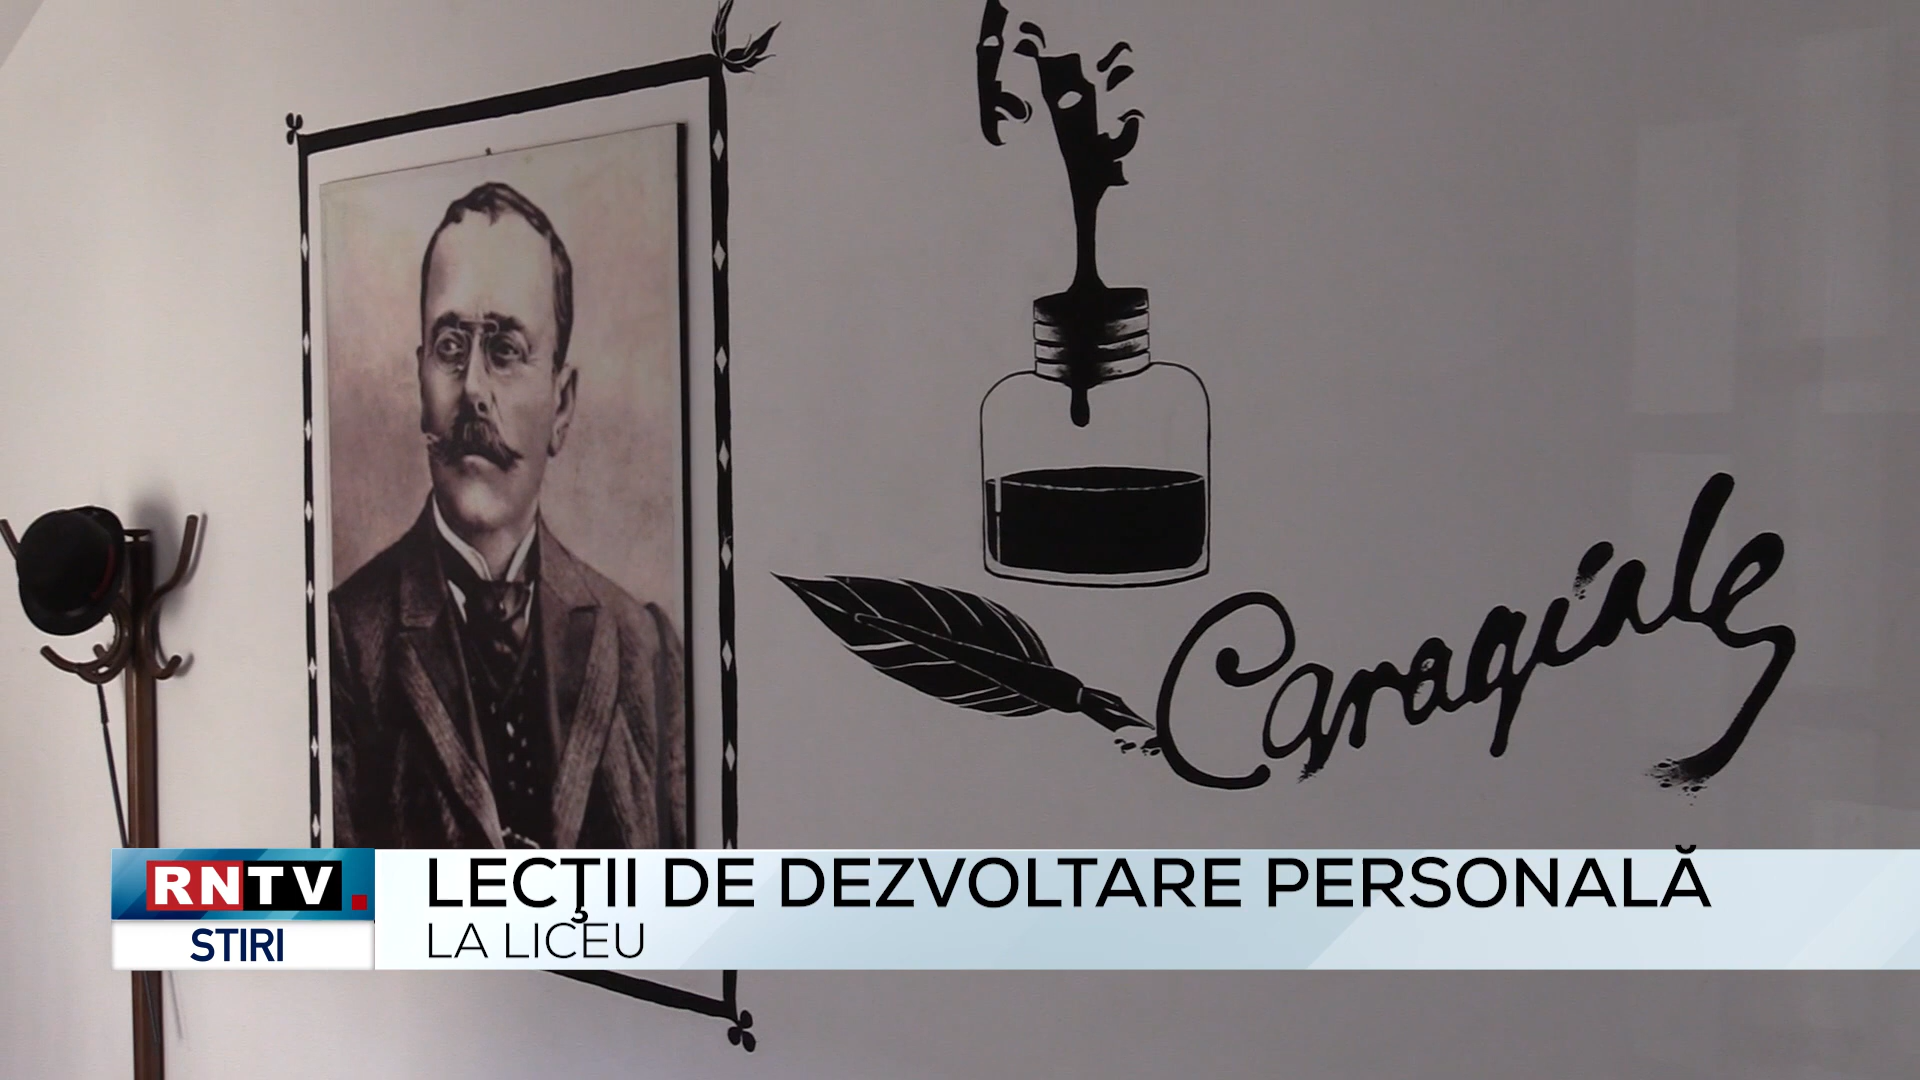 Caragiale
RNTV.
STIRI
LECŢII DE DEZVOLTARE PERSONALĂ
LA LICEU